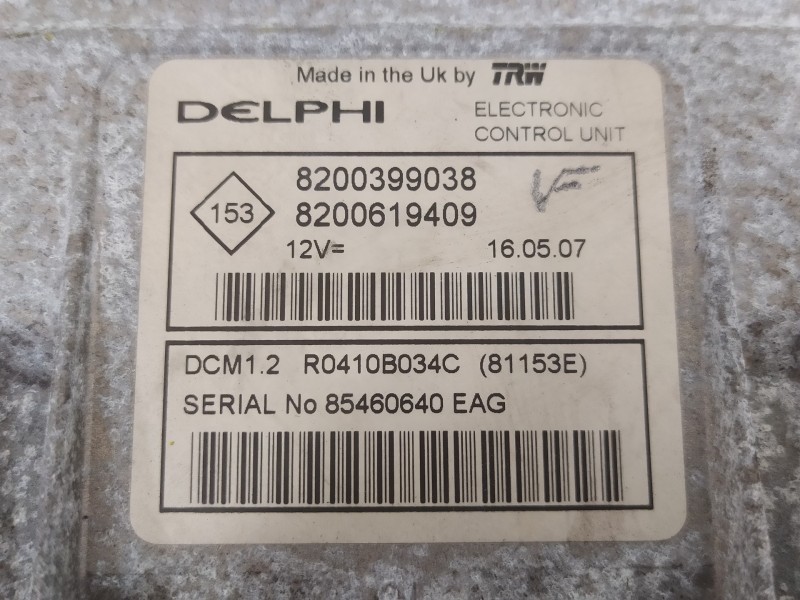 Made in the Uk by TRW
DELPHI
ELECTRONIC
CONTROL UNIT
153
8200399038
8200619409
VF
12V=
16.05.07
DCM1.2 R0410B034C (81153E)
SERIAL No 85460640 EAG